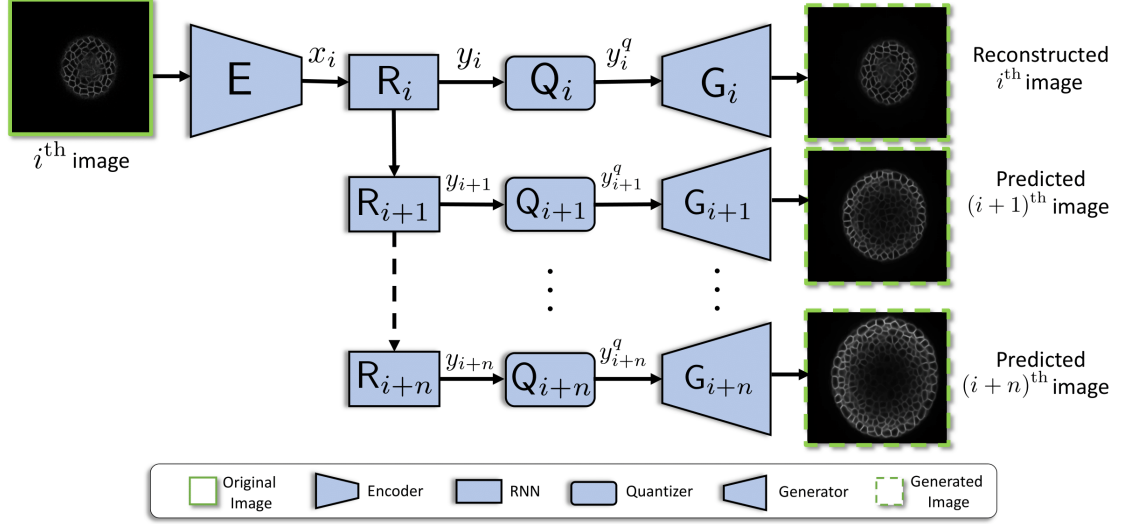 i^th image
E
x_i
R_i
y_i
Q_i
y_i^q
G_i
Reconstructed
i^th image
R_{i+1}
y_{i+1}
Q_{i+1}
y_{i+1}^q
G_{i+1}
Predicted
(i + 1)^th
image
R_{i+n}
y_{i+n}
Q_{i+n}
y_{i+n}^q
G_{i+n}
Predicted
(i + n)^th
image
Original
Image
Encoder
RNN
Quantizer
Generator
Generated
Image